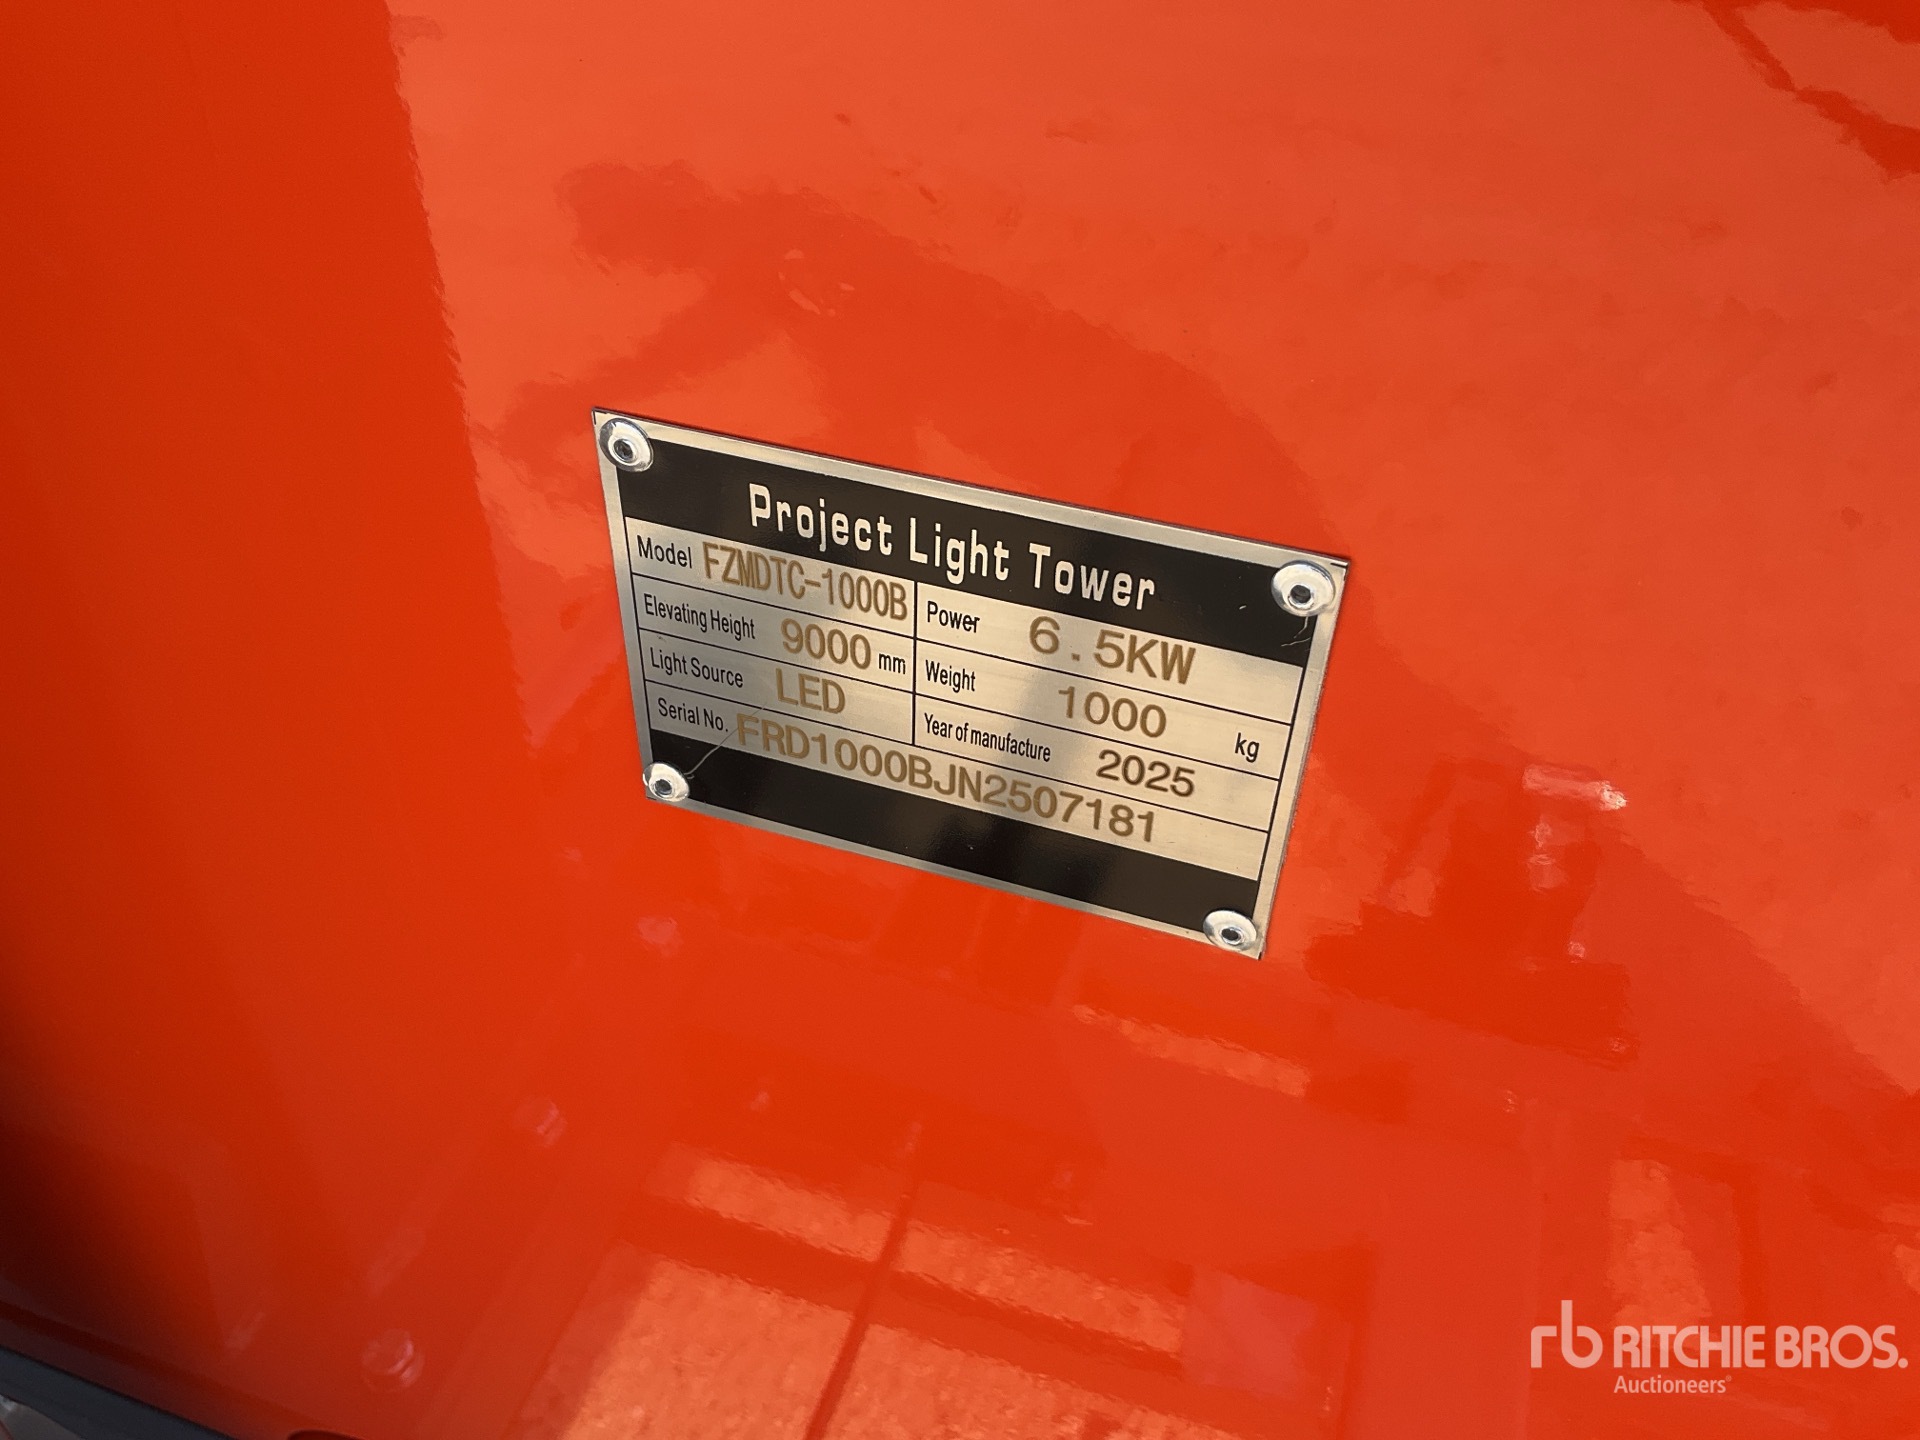 Project Light Tower
Model FZMDTC-1000B Power 6.5KW
Elevating Height 9000 mm Weight 1000 kg
Light Source LED Year of manufacture 2025
Serial No. FRD1000BJN2507181
rb RITCHIE BROS.
Auctioneers